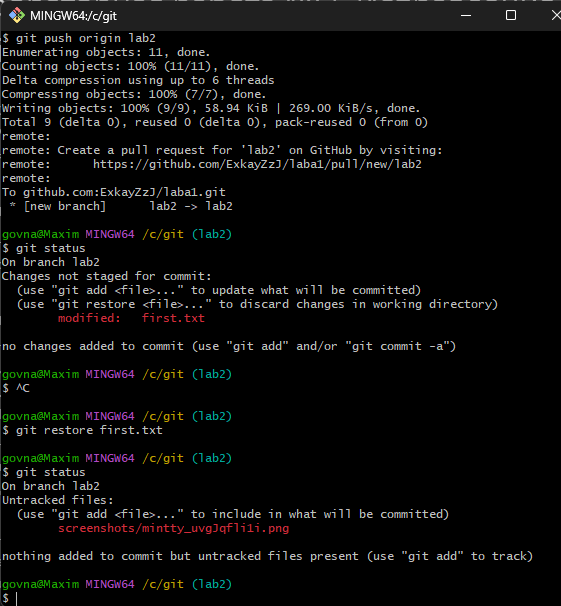 MINGW64:/c/git
$ git push origin lab2
Enumerating objects: 11, done.
Counting objects: 100% (11/11), done.
Delta compression using up to 6 threads
Compressing objects: 100% (7/7), done.
Writing objects: 100% (9/9), 58.94 KiB | 269.00 KiB/s, done.
Total 9 (delta 0), reused 0 (delta 0), pack-reused 0 (from 0)
remote:
remote: Create a pull request for 'lab2' on GitHub by visiting:
remote:      https://github.com/ExkayZzJ/laba1/pull/new/lab2
remote:
To github.com:ExkayZzJ/laba1.git
 * [new branch]      lab2 -> lab2
govna@Maxim MINGW64 /c/git (lab2)
$ git status
On branch lab2
Changes not staged for commit:
  (use "git add <file>..." to update what will be committed)
  (use "git restore <file>..." to discard changes in working directory)
        modified:   first.txt
no changes added to commit (use "git add" and/or "git commit -a")
govna@Maxim MINGW64 /c/git (lab2)
$ ^C
govna@Maxim MINGW64 /c/git (lab2)
$ git restore first.txt
govna@Maxim MINGW64 /c/git (lab2)
$ git status
On branch lab2
Untracked files:
  (use "git add <file>..." to include in what will be committed)
        screenshots/mintty_uvgJqfli1i.png
nothing added to commit but untracked files present (use "git add" to track)
govna@Maxim MINGW64 /c/git (lab2)
$